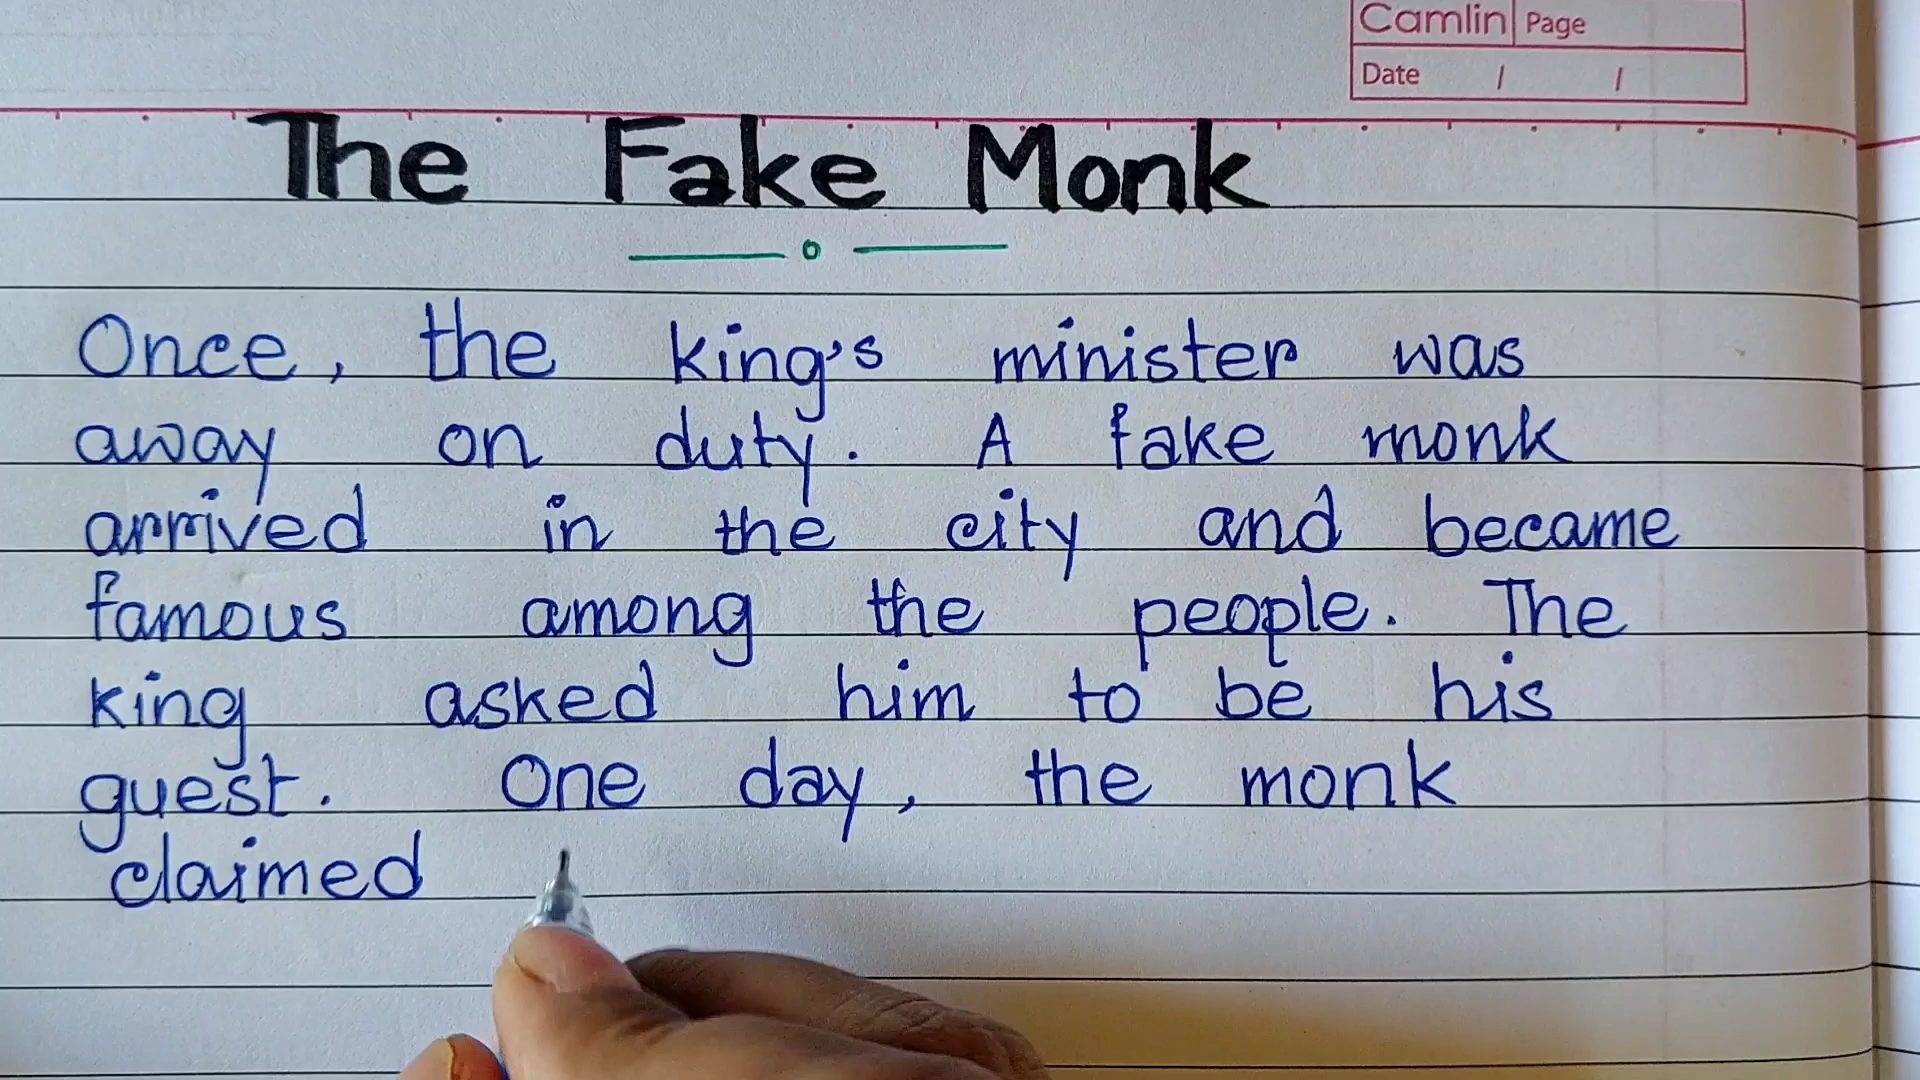 Camlin Page
Date / /
The Fake Monk
Once, the king's minister was
away on duty. A fake monk
arrived in the city and became
famous among the people. The
king asked him to be his
guest. One day, the monk
claimed